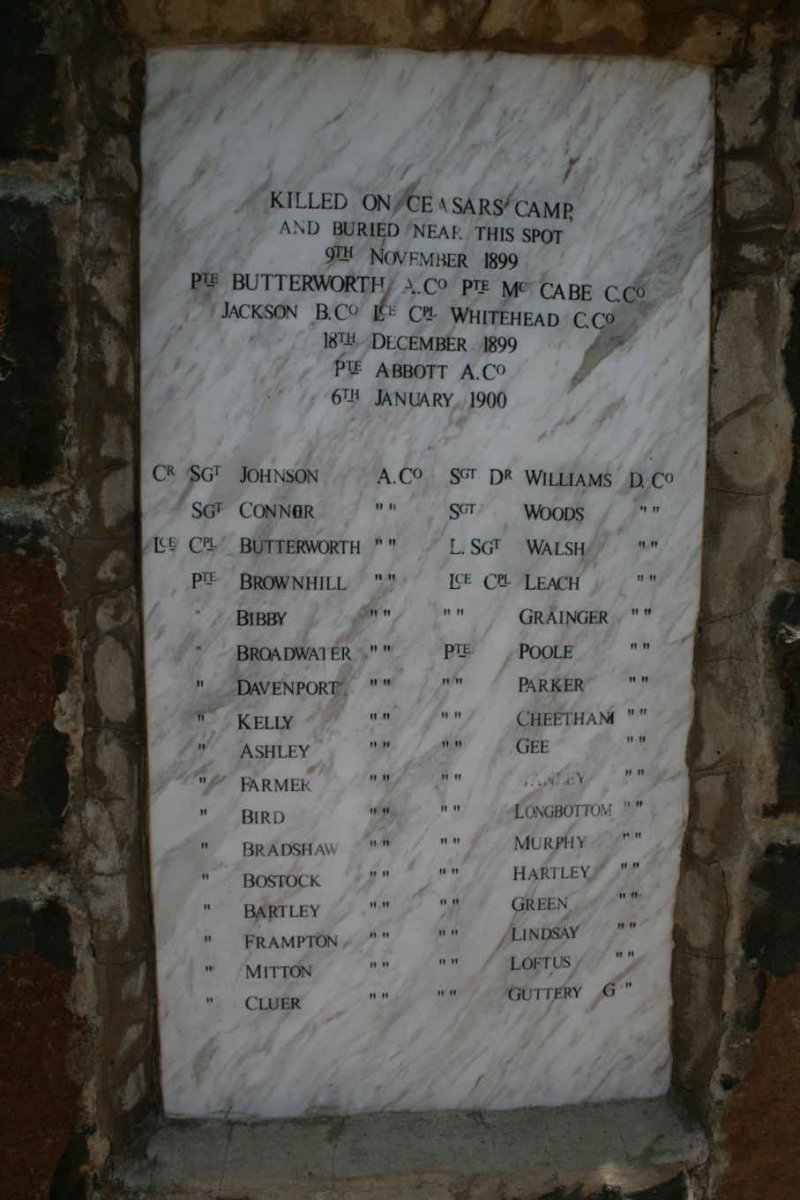 KILLED ON CEASARS' CAMP,
AND BURIED NEAR THIS SPOT
9TH NOVEMBER 1899
PTE BUTTERWORTH A.CO PTE MC CABE C.CO
JACKSON B.CO LCE CPL WHITEHEAD C.CO
18TH DECEMBER 1899
PTE ABBOTT A.CO
6TH JANUARY 1900
CR SGT JOHNSON A.CO SGT DR WILLIAMS D.CO
SGT CONNOR " " SGT WOODS " "
LCE CPL BUTTERWORTH " " L.SGT WALSH " "
PTE BROWNHILL " " LCE CPL LEACH " "
" BIBBY " " " " GRAINGER " "
" BROADWATER " " PTE POOLE " "
" DAVENPORT " " " " PARKER " "
" KELLY " " " " CHEETHAM " "
" ASHLEY " " " " GEE " "
" FARMER " " " " " "
" BIRD " " " " LONGBOTTOM " "
" BRADSHAW " " " " MURPHY " "
" BOSTOCK " " " " HARTLEY " "
" BARTLEY " " " " GREEN " "
" FRAMPTON " " " " LINDSAY " "
" MITTON " " " " LOFTUS " "
" CLUER " " " " GUTTERY G "